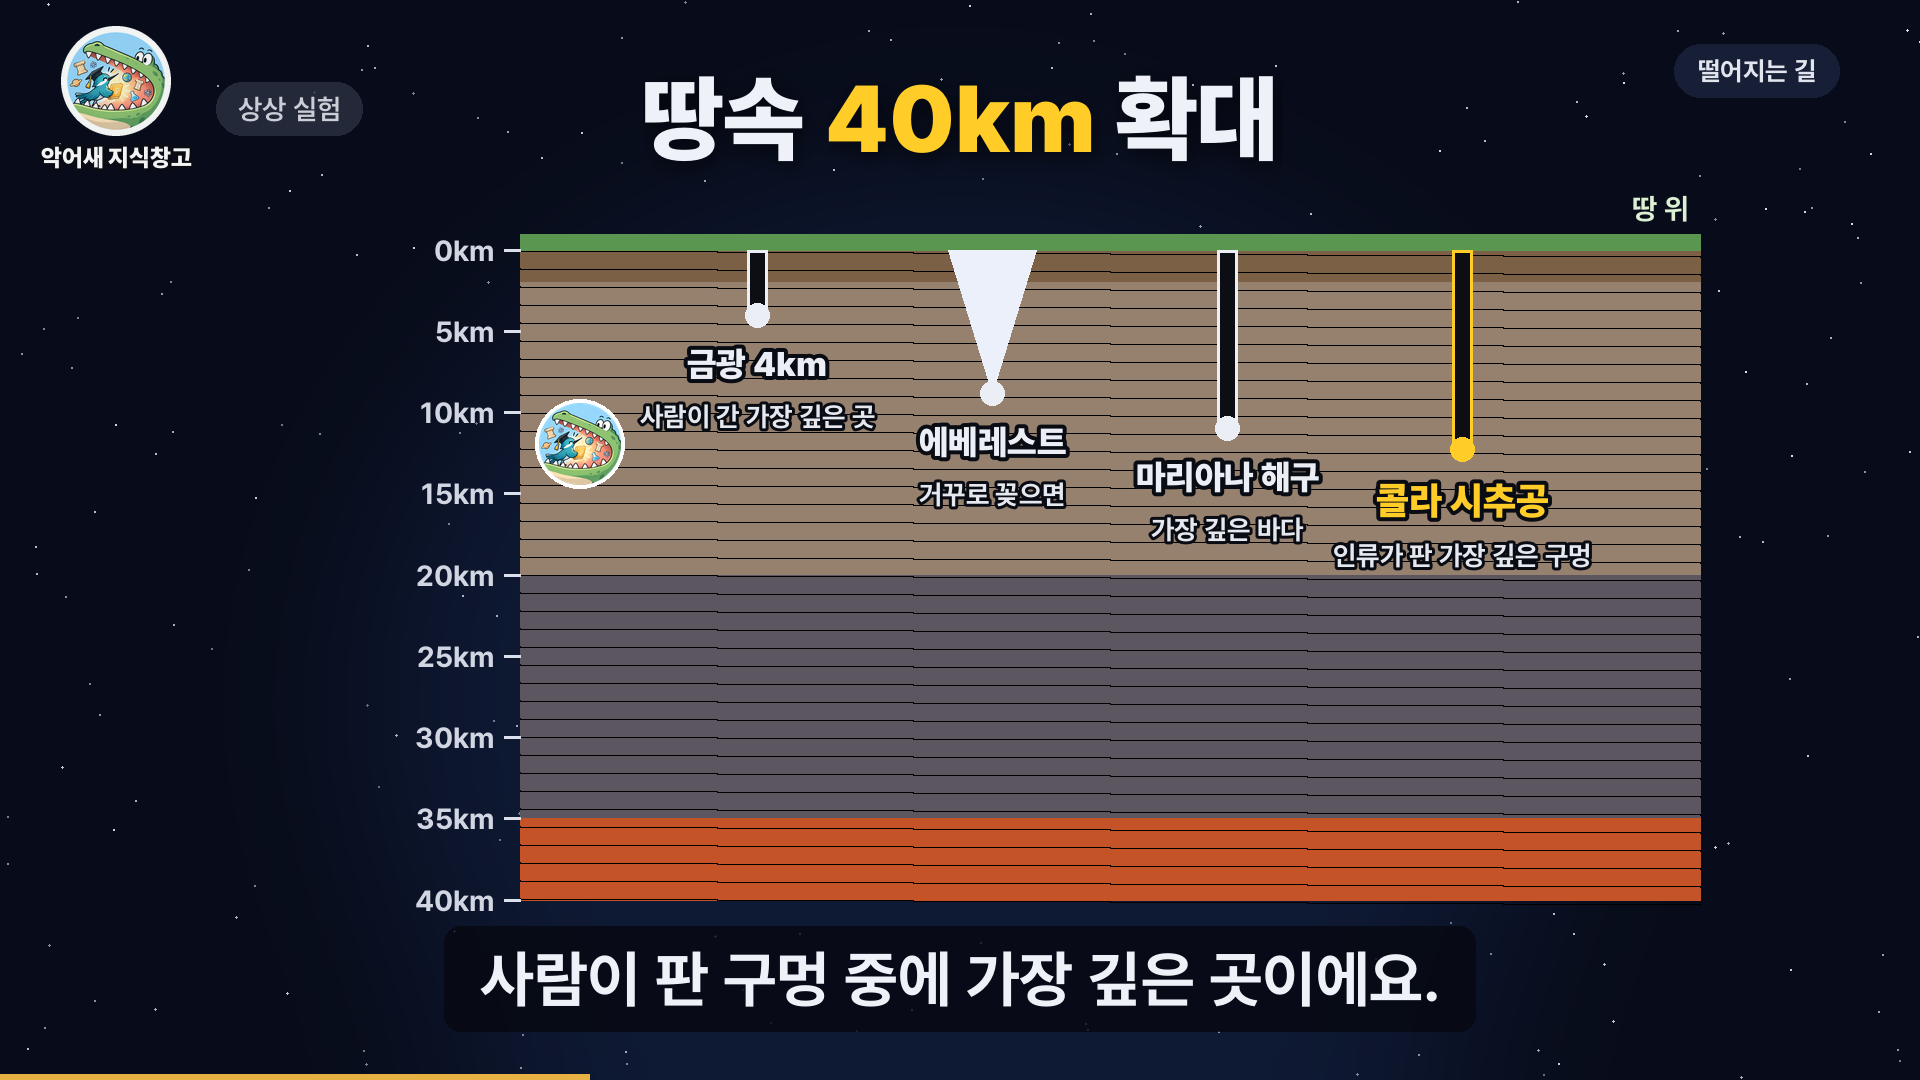 악어새 지식창고
상상 실험
땅속 40km 확대
떨어지는 길
땅 위
0km
5km
10km
15km
20km
25km
30km
35km
40km
금광 4km
사람이 간 가장 깊은 곳
에베레스트
거꾸로 꽂으면
마리아나 해구
가장 깊은 바다
콜라 시추공
인류가 판 가장 깊은 구멍
사람이 판 구멍 중에 가장 깊은 곳이에요.